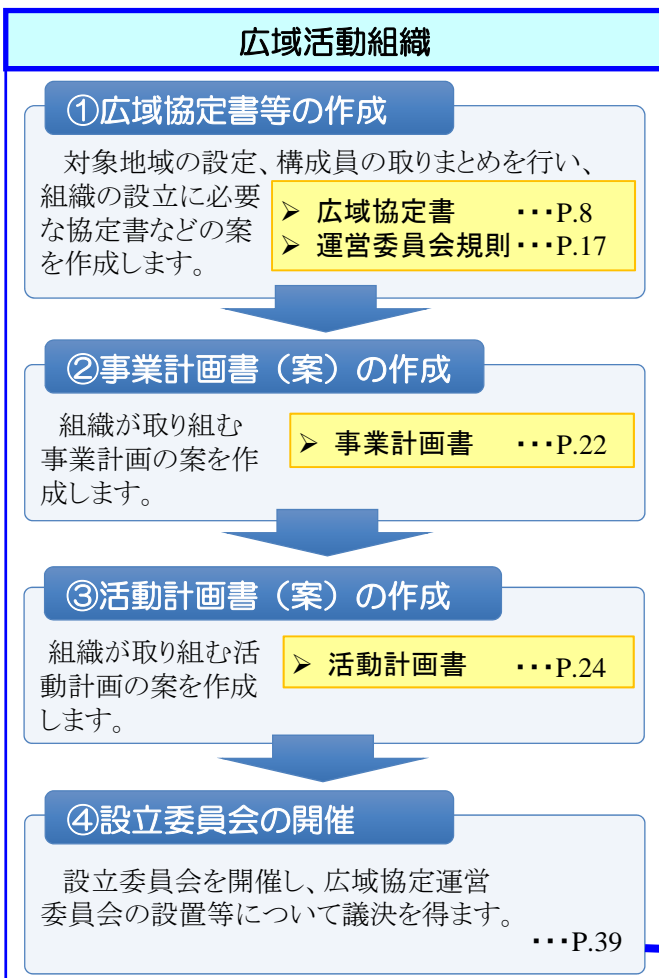 広域活動組織
①広域協定書等の作成
対象地域の設定、構成員の取りまとめを行い、
組織の設立に必要
な協定書などの案
を作成します。
➢ 広域協定書 ・・・P.8
➢ 運営委員会規則・・・P.17
②事業計画書（案）の作成
組織が取り組む
事業計画の案を作
成します。
➢ 事業計画書 ・・・P.22
③活動計画書（案）の作成
組織が取り組む活
動計画の案を作成
します。
➢ 活動計画書 ・・・P.24
④設立委員会の開催
設立委員会を開催し、広域協定運営
委員会の設置等について議決を得ます。
・・・P.39